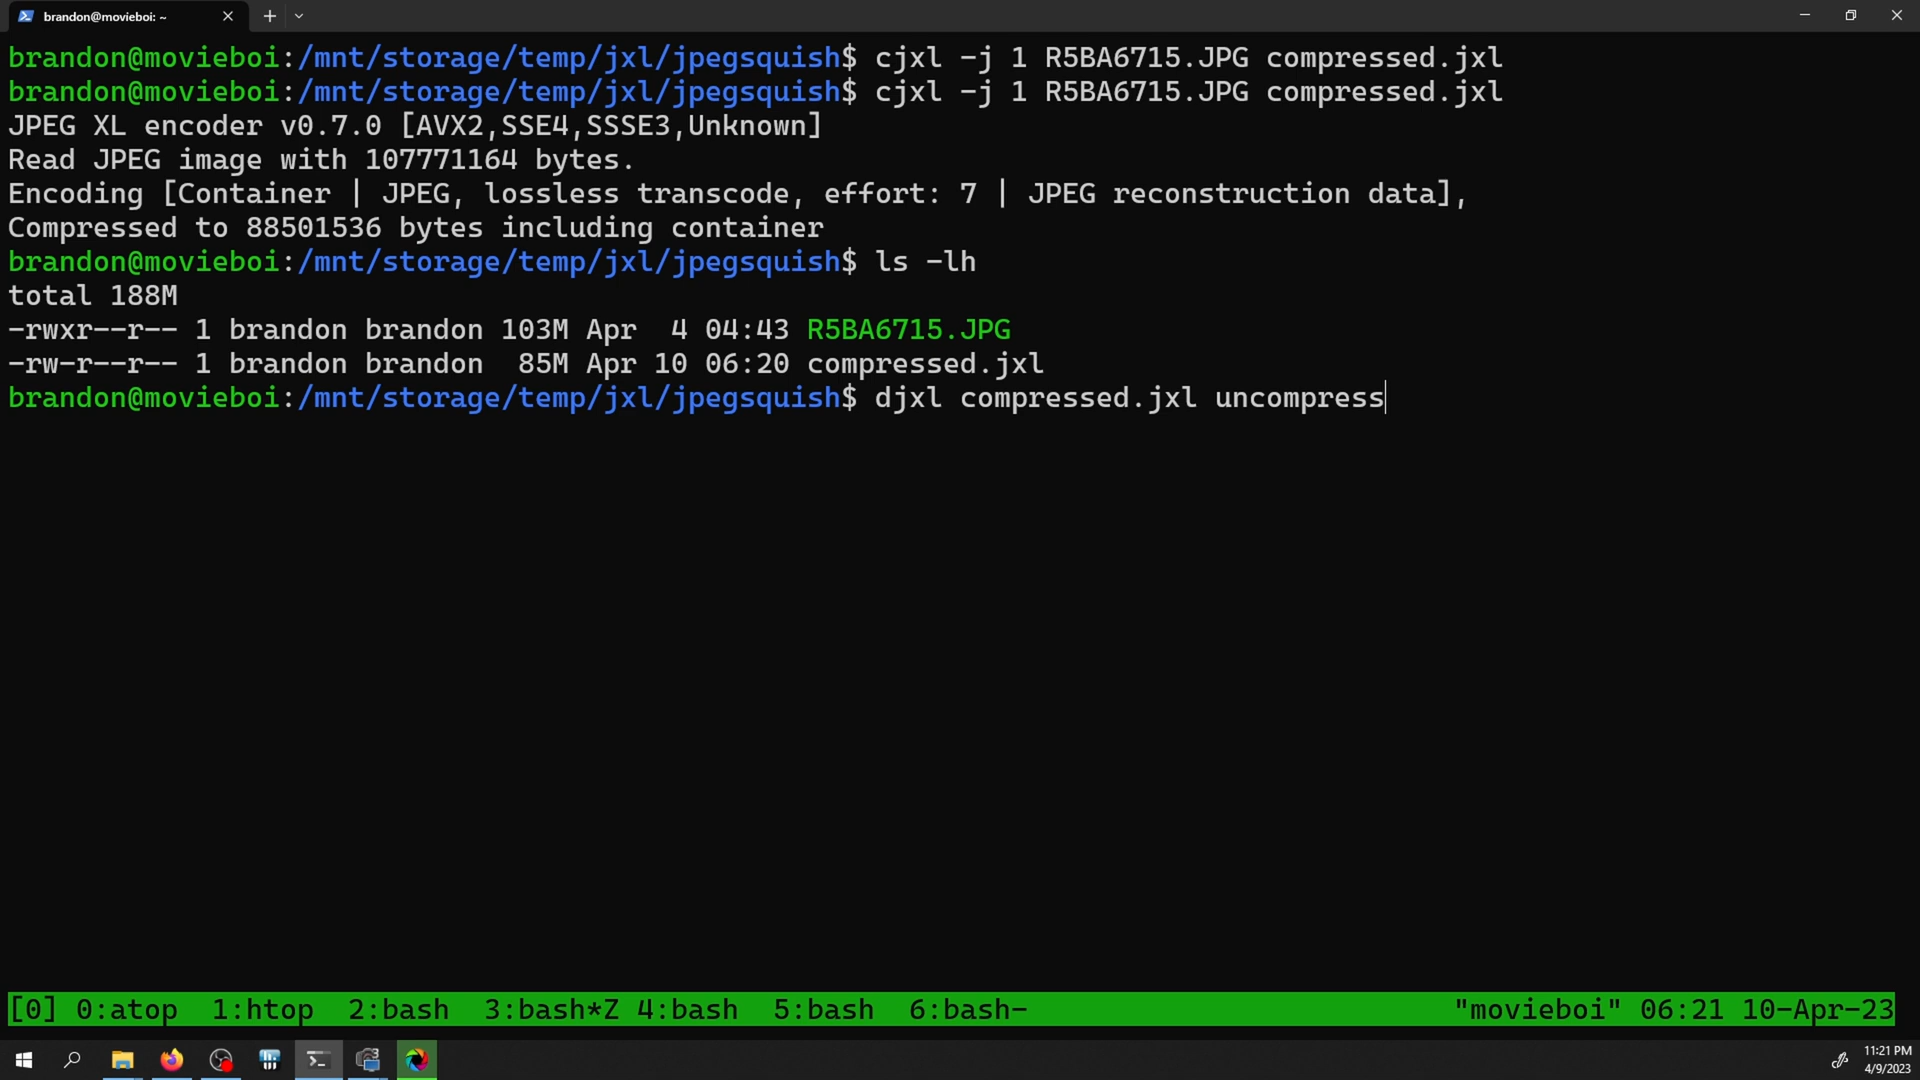 brandon@movieboi: ~
brandon@movieboi:/mnt/storage/temp/jxl/jpegsquish$ cjxl -j 1 R5BA6715.JPG compressed.jxl
brandon@movieboi:/mnt/storage/temp/jxl/jpegsquish$ cjxl -j 1 R5BA6715.JPG compressed.jxl
JPEG XL encoder v0.7.0 [AVX2,SSE4,SSSE3,Unknown]
Read JPEG image with 107771164 bytes.
Encoding [Container | JPEG, lossless transcode, effort: 7 | JPEG reconstruction data],
Compressed to 88501536 bytes including container
brandon@movieboi:/mnt/storage/temp/jxl/jpegsquish$ ls -lh
total 188M
-rwxr--r-- 1 brandon brandon 103M Apr  4 04:43 R5BA6715.JPG
-rw-r--r-- 1 brandon brandon  85M Apr 10 06:20 compressed.jxl
brandon@movieboi:/mnt/storage/temp/jxl/jpegsquish$ djxl compressed.jxl uncompress
[0] 0:atop  1:htop  2:bash  3:bash*Z 4:bash  5:bash  6:bash- "movieboi" 06:21 10-Apr-23
11:21 PM
4/9/2023